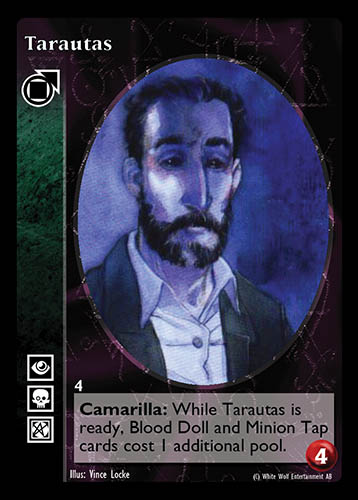 Tarautas
4
Camarilla: While Tarautas is
ready, Blood Doll and Minion Tap
cards cost 1 additional pool.
4
Illus: Vince Locke
(C) White Wolf Entertainment AB